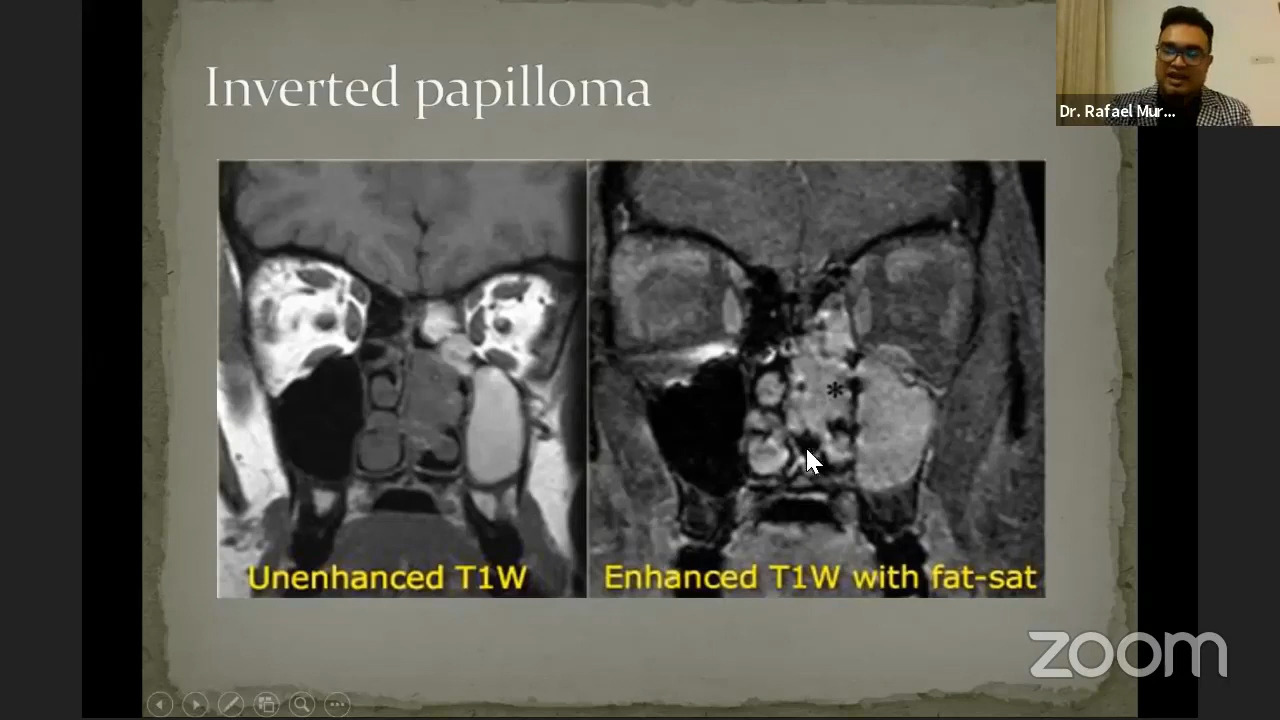 Inverted papilloma
Dr. Rafael Mur...
*
Unenhanced T1W
Enhanced T1W with fat-sat
zoom